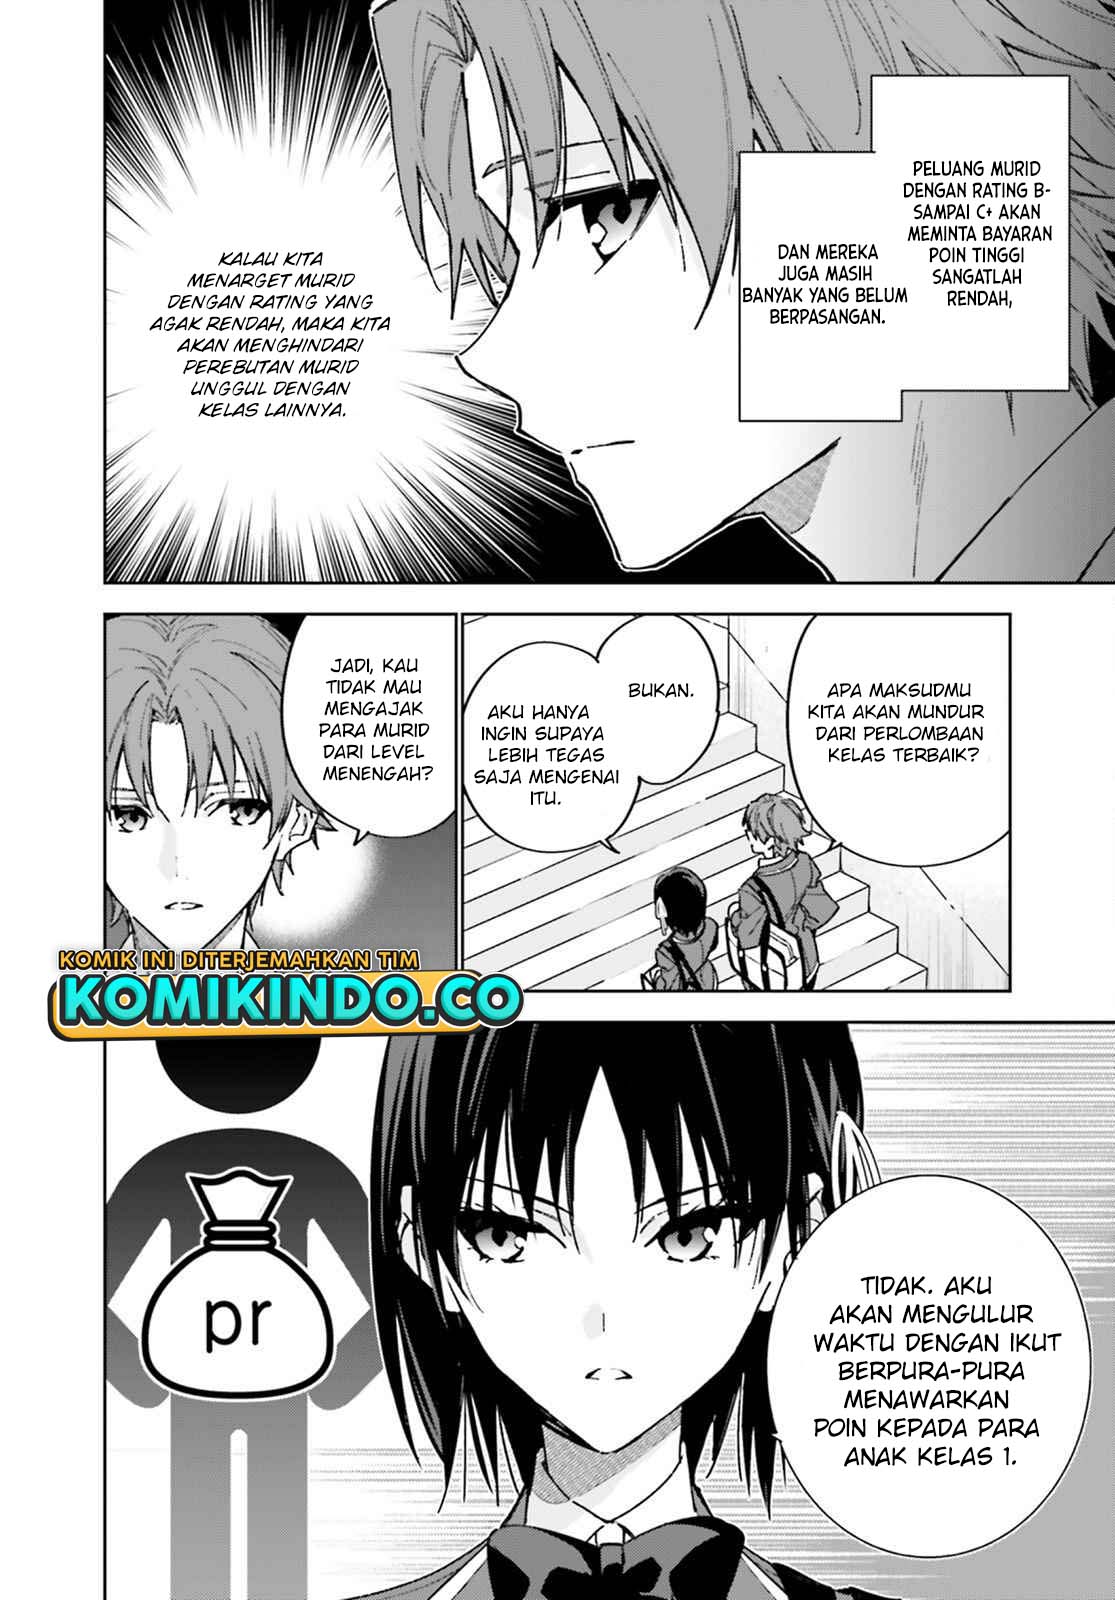 PELUANG MURID
DENGAN RATING B-
SAMPAI C+ AKAN
MEMINTA BAYARAN
POIN TINGGI
SANGATLAH
RENDAH,
DAN MEREKA
JUGA MASIH
BANYAK YANG BELUM
BERPASANGAN.
KALAU KITA
MENARGET MURID
DENGAN RATING YANG
AGAK RENDAH, MAKA KITA
AKAN MENGHINDARI
PEREBUTAN MURID
UNGGUL DENGAN
KELAS LAINNYA.
APA MAKSUDMU
KITA AKAN MUNDUR
DARI PERLOMBAAN
KELAS TERBAIK?
BUKAN.
AKU HANYA
INGIN SUPAYA
LEBIH TEGAS
SAJA MENGENAI
ITU.
JADI, KAU
TIDAK MAU
MENGAJAK
PARA MURID
DARI LEVEL
MENENGAH?
KOMIK INI DITERJEMAHKAN TIM
KOMIKINDO.CO
TIDAK. AKU
AKAN MENGULUR
WAKTU DENGAN IKUT
BERPURA-PURA
MENAWARKAN
POIN KEPADA PARA
ANAK KELAS 1.
pr